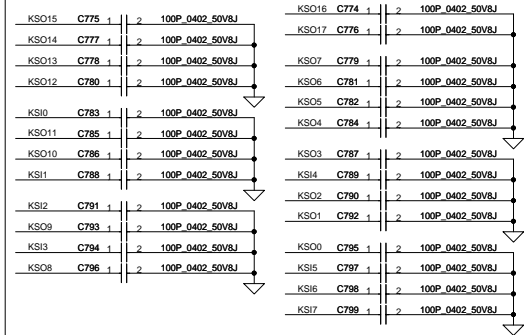 KSO15 C775 1 2 100P_0402_50V8J
KSO14 C777 1 2 100P_0402_50V8J
KSO13 C778 1 2 100P_0402_50V8J
KSO12 C780 1 2 100P_0402_50V8J
KSI0 C783 1 2 100P_0402_50V8J
KSO11 C785 1 2 100P_0402_50V8J
KSO10 C786 1 2 100P_0402_50V8J
KSI1 C788 1 2 100P_0402_50V8J
KSI2 C791 1 2 100P_0402_50V8J
KSO9 C793 1 2 100P_0402_50V8J
KSI3 C794 1 2 100P_0402_50V8J
KSO8 C796 1 2 100P_0402_50V8J
KSO16 C774 1 2 100P_0402_50V8J
KSO17 C776 1 2 100P_0402_50V8J
KSO7 C779 1 2 100P_0402_50V8J
KSO6 C781 1 2 100P_0402_50V8J
KSO5 C782 1 2 100P_0402_50V8J
KSO4 C784 1 2 100P_0402_50V8J
KSO3 C787 1 2 100P_0402_50V8J
KSI4 C789 1 2 100P_0402_50V8J
KSO2 C790 1 2 100P_0402_50V8J
KSO1 C792 1 2 100P_0402_50V8J
KSO0 C795 1 2 100P_0402_50V8J
KSI5 C797 1 2 100P_0402_50V8J
KSI6 C798 1 2 100P_0402_50V8J
KSI7 C799 1 2 100P_0402_50V8J